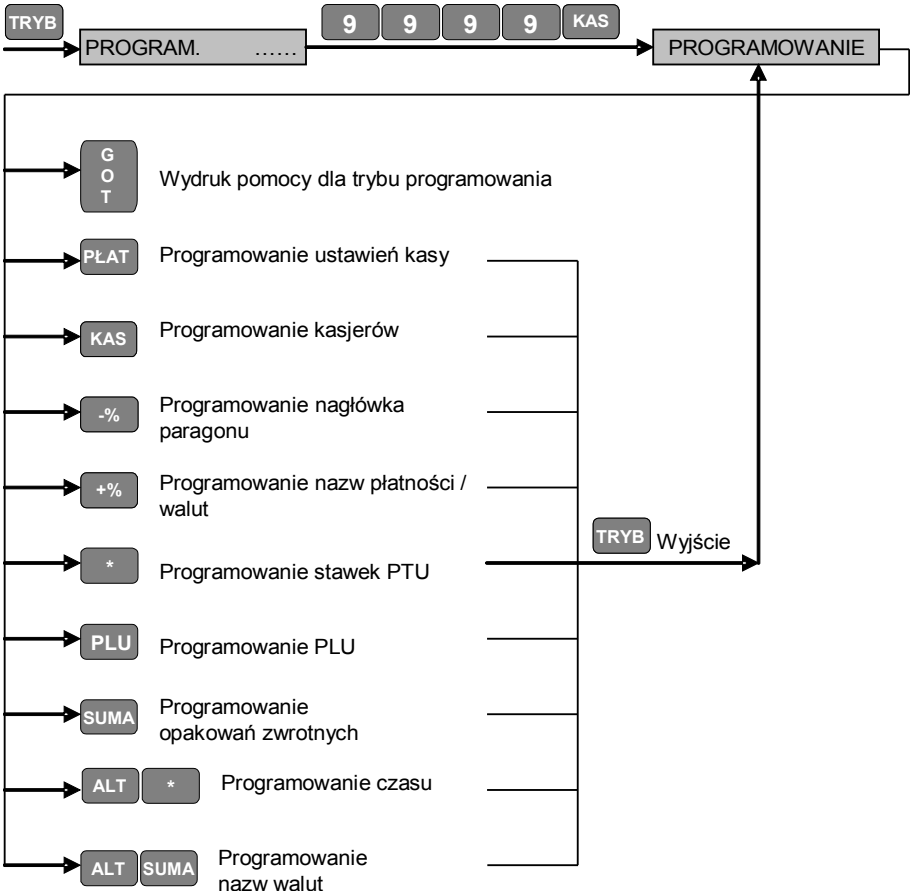 TRYB
9 9 9 9 KAS
PROGRAM. ......
PROGRAMOWANIE
G
O
T
Wydruk pomocy dla trybu programowania
PŁAT Programowanie ustawień kasy
KAS Programowanie kasjerów
-% Programowanie nagłówka
paragonu
+% Programowanie nazw płatności /
walut
TRYB Wyjście
* Programowanie stawek PTU
PLU Programowanie PLU
SUMA Programowanie
opakowań zwrotnych
ALT * Programowanie czasu
ALT SUMA Programowanie
nazw walut